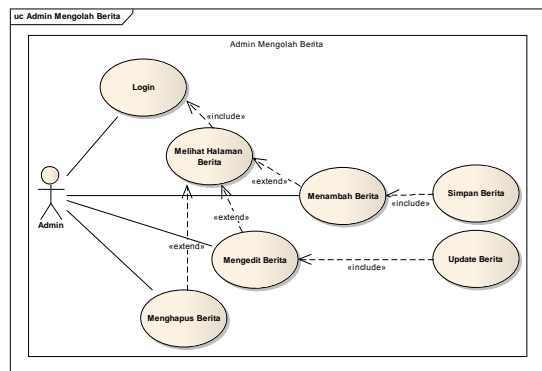 uc Admin Mengolah Berita
Admin Mengolah Berita
Login
«include»
Melihat Halaman
Berita
«extend»
Menambah Berita
«include»
Simpan Berita
Admin
«extend»
«extend»
Mengedit Berita
«include»
Update Berita
Menghapus Berita